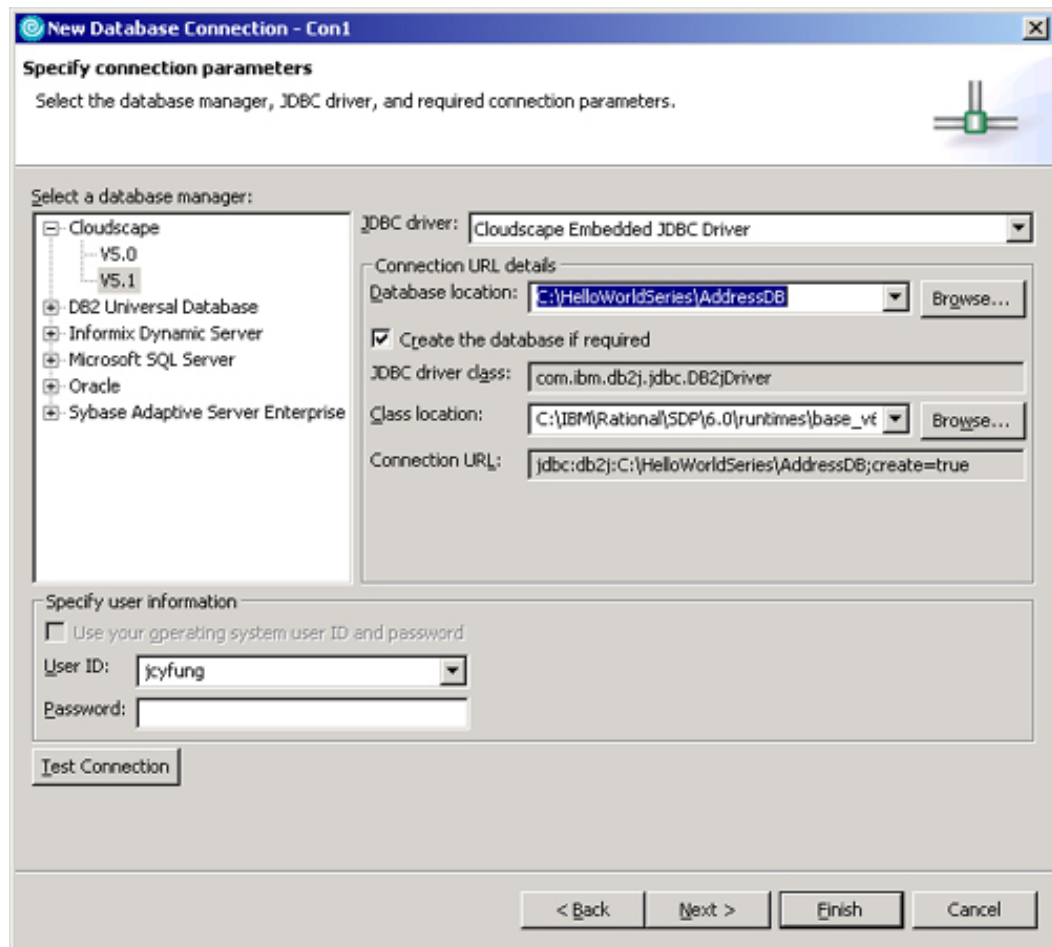 New Database Connection - Con1
Specify connection parameters
Select the database manager, JDBC driver, and required connection parameters.
Select a database manager:
Cloudscape
V5.0
V5.1
DB2 Universal Database
Informix Dynamic Server
Microsoft SQL Server
Oracle
Sybase Adaptive Server Enterprise
JDBC driver: Cloudscape Embedded JDBC Driver
Connection URL details
Database location: C:\HelloWorldSeries\AddressDB Browse...
Create the database if required
JDBC driver class: com.ibm.db2j.jdbc.DB2jDriver
Class location: C:\IBM\Rational\SDP\6.0\runtimes\base_v6 Browse...
Connection URL: jdbc:db2j:C:\HelloWorldSeries\AddressDB;create=true
Specify user information
Use your operating system user ID and password
User ID: jcyfung
Password:
Test Connection
< Back Next > Finish Cancel